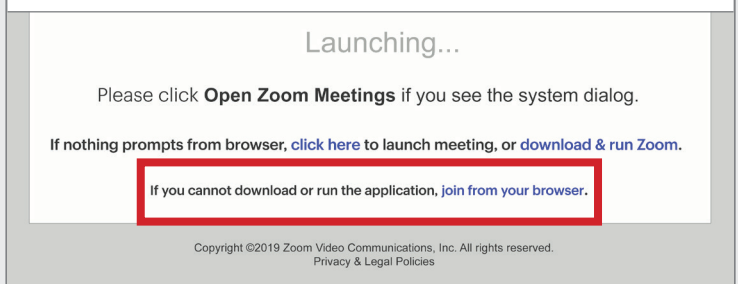 Launching...
Please click Open Zoom Meetings if you see the system dialog.
If nothing prompts from browser, click here to launch meeting, or download & run Zoom.
If you cannot download or run the application, join from your browser.
Copyright ©2019 Zoom Video Communications, Inc. All rights reserved.
Privacy & Legal Policies